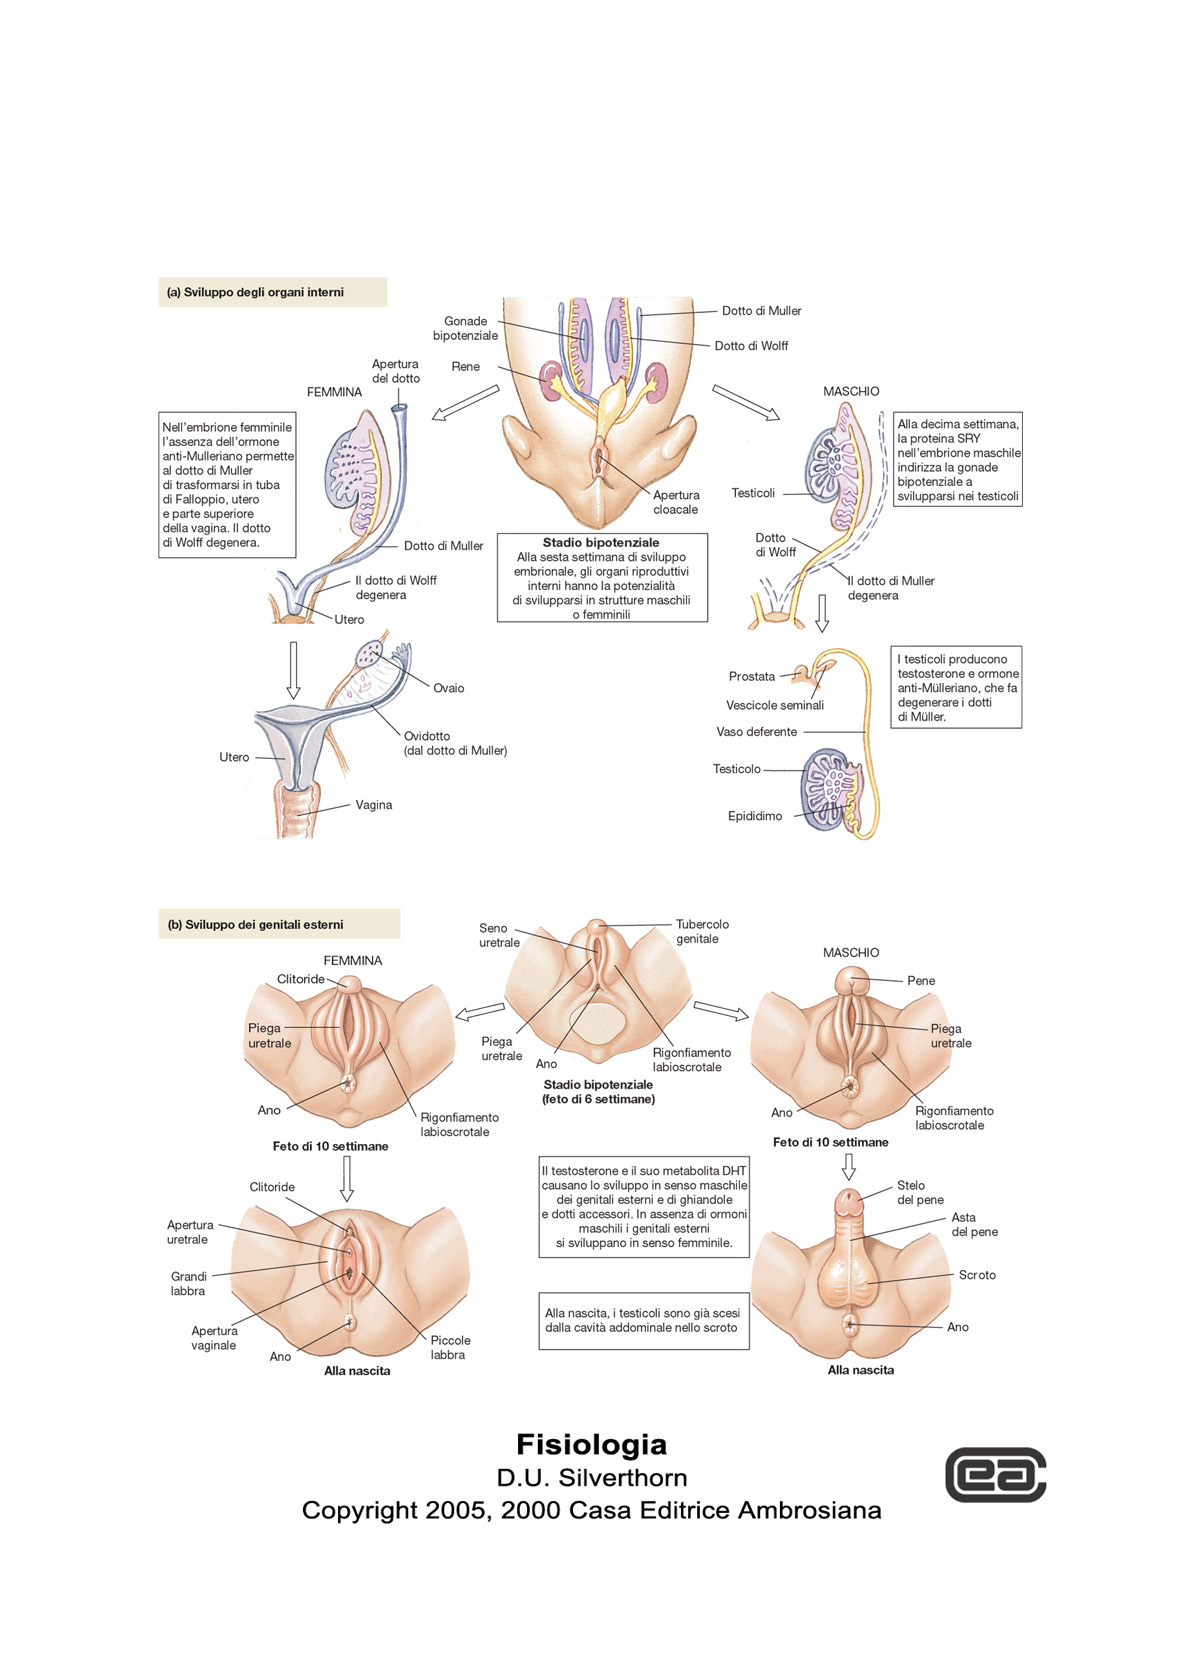 (a) Sviluppo degli organi interni
Gonade
bipotenziale
Rene
Dotto di Muller
Dotto di Wolff
Apertura
cloacale
Stadio bipotenziale
Alla sesta settimana di sviluppo
embrionale, gli organi riproduttivi
interni hanno la potenzialità
di svilupparsi in strutture maschili
o femminili
FEMMINA
Apertura
del dotto
Nell'embrione femminile
l'assenza dell'ormone
anti-Mulleriano permette
al dotto di Muller
di trasformarsi in tuba
di Falloppio, utero
e parte superiore
della vagina. Il dotto
di Wolff degenera.
Dotto di Muller
Il dotto di Wolff
degenera
Utero
Ovaio
Ovidotto
(dal dotto di Muller)
Utero
Vagina
MASCHIO
Alla decima settimana,
la proteina SRY
nell'embrione maschile
indirizza la gonade
bipotenziale a
svilupparsi nei testicoli
Testicoli
Dotto
di Wolff
Il dotto di Muller
degenera
Prostata
Vescicole seminali
Vaso deferente
Testicolo
Epididimo
I testicoli producono
testosterone e ormone
anti-Mülleriano, che fa
degenerare i dotti
di Müller.
(b) Sviluppo dei genitali esterni
Seno
uretrale
Tubercolo
genitale
Piega
uretrale
Ano
Rigonfiamento
labioscrotale
Stadio bipotenziale
(feto di 6 settimane)
FEMMINA
Clitoride
Piega
uretrale
Ano
Rigonfiamento
labioscrotale
Feto di 10 settimane
Clitoride
Apertura
uretrale
Grandi
labbra
Apertura
vaginale
Ano
Piccole
labbra
Alla nascita
MASCHIO
Pene
Piega
uretrale
Ano
Rigonfiamento
labioscrotale
Feto di 10 settimane
Il testosterone e il suo metabolita DHT
causano lo sviluppo in senso maschile
dei genitali esterni e di ghiandole
e dotti accessori. In assenza di ormoni
maschili i genitali esterni
si sviluppano in senso femminile.
Alla nascita, i testicoli sono già scesi
dalla cavità addominale nello scroto
Stelo
del pene
Asta
del pene
Scroto
Ano
Alla nascita
Fisiologia
D.U. Silverthorn
Copyright 2005, 2000 Casa Editrice Ambrosiana
cea